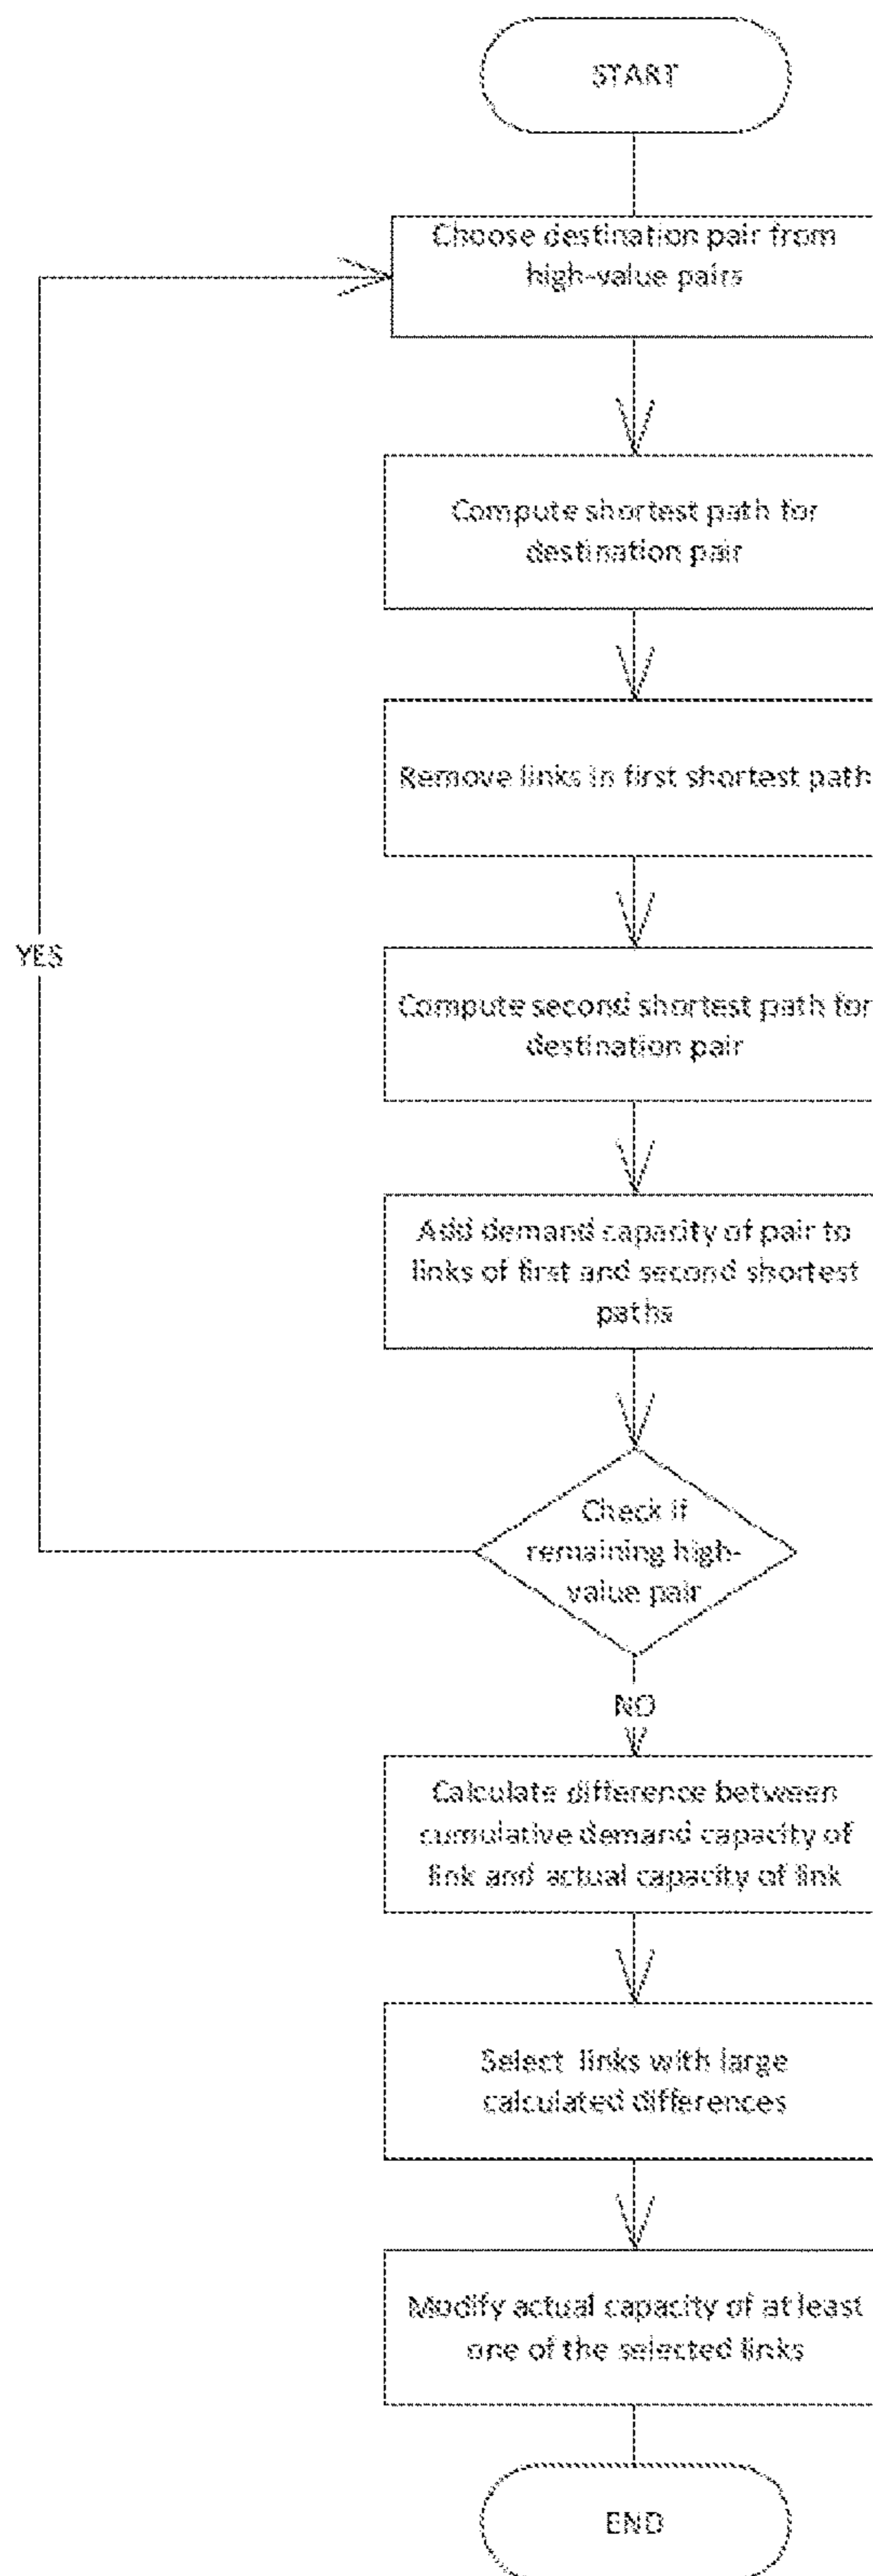 START
Choose destination pair from
high-value pairs
Compute shortest path for
destination pair
Remove links in first shortest path
YES
Compute second shortest path for
destination pair
Add demand capacity of pair to
links of first and second shortest
paths
Check if
remaining high-
value pair
NO
Calculate difference between
cumulative demand capacity of
link and actual capacity of link
Select links with large
calculated differences
Modify actual capacity of at least
one of the selected links
END